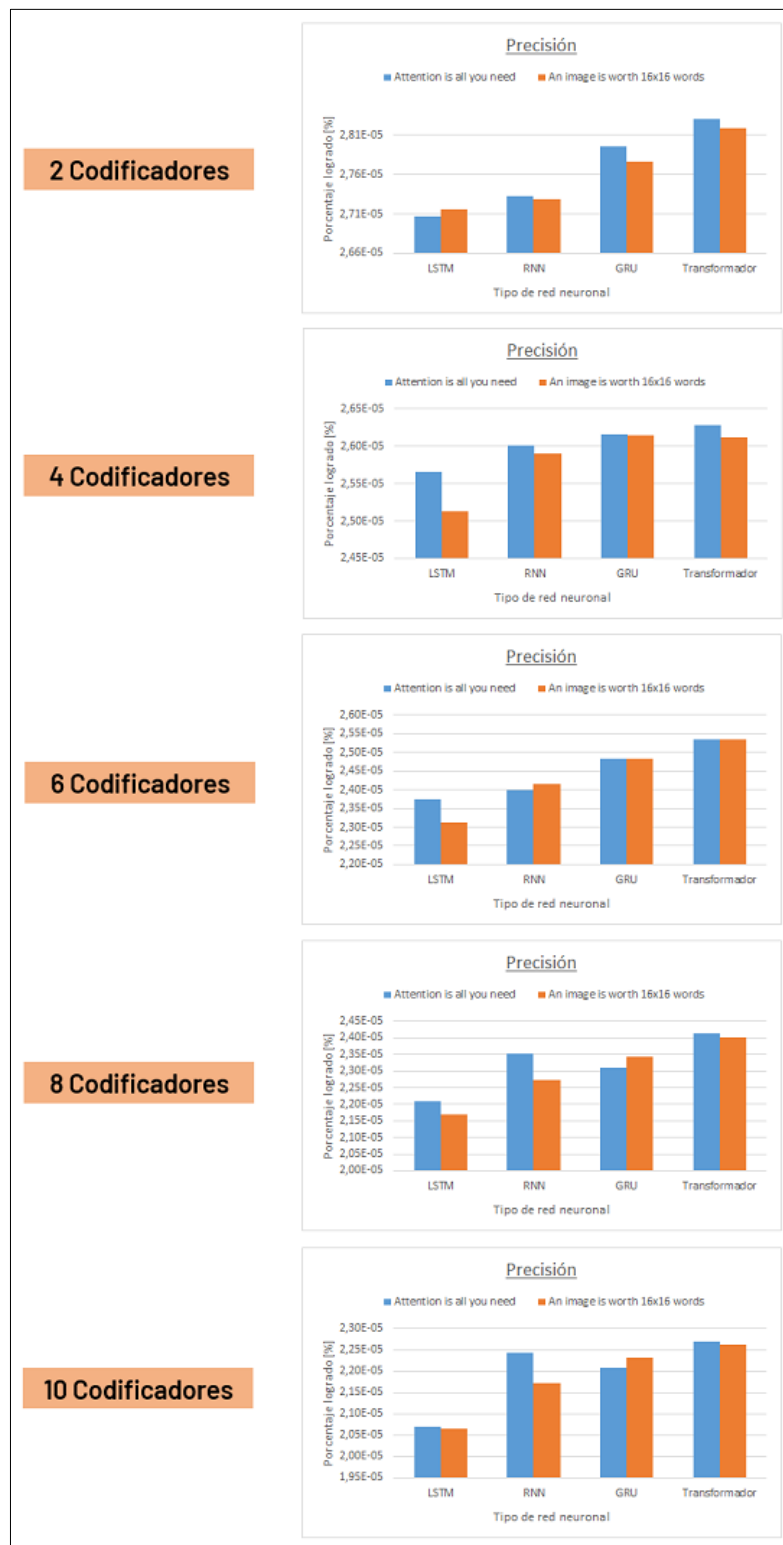 2 Codificadores
Precisión
Attention is all you need An image is worth 16x16 words
Porcentaje logrado [%]
2,81E-05
2,76E-05
2,71E-05
2,66E-05
LSTM RNN GRU Transformador
Tipo de red neuronal
4 Codificadores
Precisión
Attention is all you need An image is worth 16x16 words
Porcentaje logrado [%]
2,65E-05
2,60E-05
2,55E-05
2,50E-05
2,45E-05
LSTM RNN GRU Transformador
Tipo de red neuronal
6 Codificadores
Precisión
Attention is all you need An image is worth 16x16 words
Porcentaje logrado [%]
2,60E-05
2,55E-05
2,50E-05
2,45E-05
2,40E-05
2,35E-05
2,30E-05
2,25E-05
2,20E-05
LSTM RNN GRU Transformador
Tipo de red neuronal
8 Codificadores
Precisión
Attention is all you need An image is worth 16x16 words
Porcentaje logrado [%]
2,45E-05
2,40E-05
2,35E-05
2,30E-05
2,25E-05
2,20E-05
2,15E-05
2,10E-05
2,05E-05
2,00E-05
LSTM RNN GRU Transformador
Tipo de red neuronal
10 Codificadores
Precisión
Attention is all you need An image is worth 16x16 words
Porcentaje logrado [%]
2,30E-05
2,25E-05
2,20E-05
2,15E-05
2,10E-05
2,05E-05
2,00E-05
1,95E-05
LSTM RNN GRU Transformador
Tipo de red neuronal